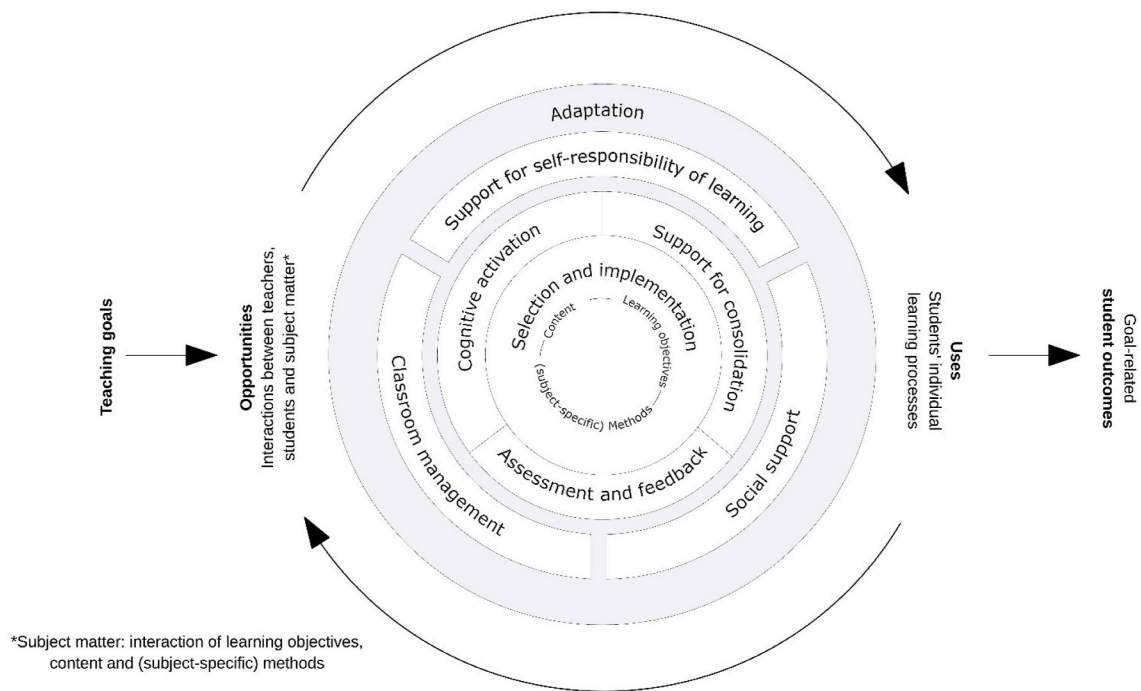 Adaptation
Support for self-responsibility of learning
Cognitive activation
Support for consolidation
Selection and implementation
Content
Learning objectives
(subject-specific) Methods
Assessment and feedback
Classroom management
Social support
Teaching goals
Opportunities
Interactions between teachers,
students and subject matter*
Uses
Students' individual
learning processes
Goal-related
student outcomes
*Subject matter: interaction of learning objectives,
content and (subject-specific) methods